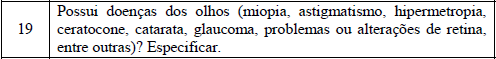 Possui doenças dos olhos (miopia, astigmatismo, hipermetropia,
19 ceratocone, catarata, glaucoma, problemas ou alterações de retina,
entre outras)? Especificar.